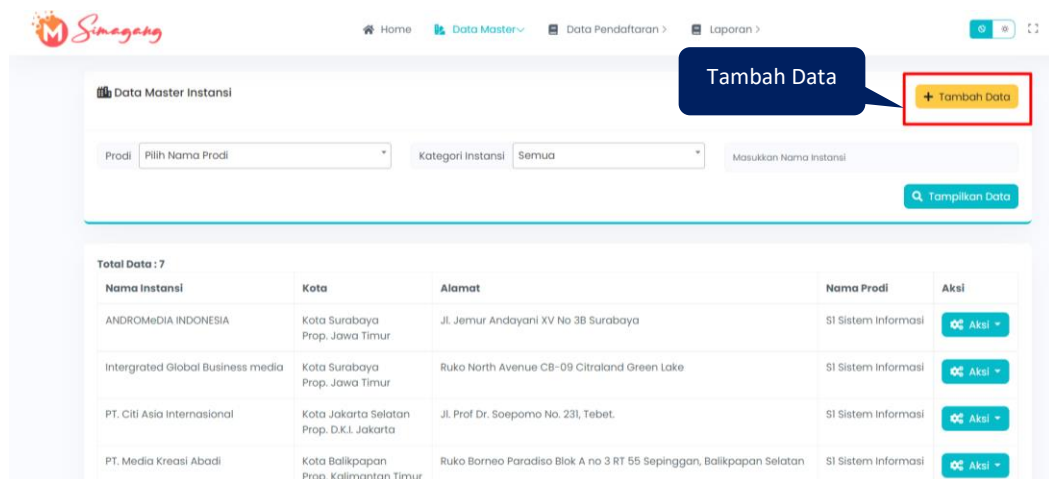 Simagang
Home
Data Master
Data Pendaftaran >
Laporan >
Tambah Data
Data Master Instansi
+ Tambah Data
Prodi
Pilih Nama Prodi
Kategori Instansi
Semua
Masukkan Nama Instansi
Tampilkan Data
Total Data : 7
Nama Instansi Kota Alamat Nama Prodi Aksi
ANDROMeDIA INDONESIA Kota Surabaya Jl. Jemur Andayani XV No 3B Surabaya S1 Sistem Informasi Aksi
Prop. Jawa Timur
Intergrated Global Business media Kota Surabaya Ruko North Avenue CB-09 Citraland Green Lake S1 Sistem Informasi Aksi
Prop. Jawa Timur
PT. Citi Asia Internasional Kota Jakarta Selatan Jl. Prof Dr. Soepomo No. 231, Tebet. S1 Sistem Informasi Aksi
Prop. D.K.I. Jakarta
PT. Media Kreasi Abadi Kota Balikpapan Ruko Borneo Paradiso Blok A no 3 RT 55 Sepinggan, Balikpapan Selatan S1 Sistem Informasi Aksi
Prop. Kalimantan Timur